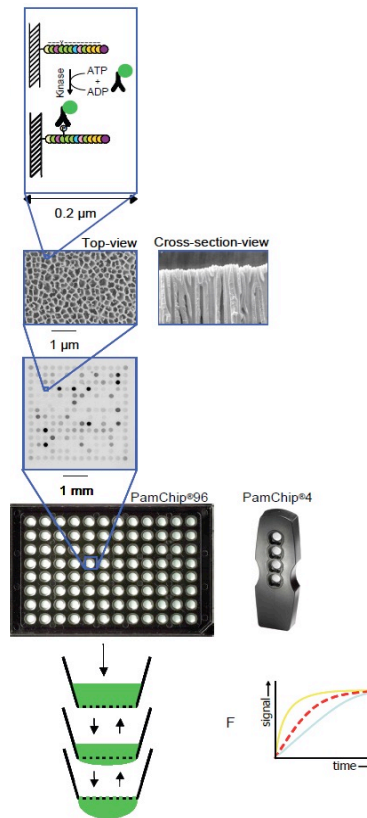 Kinase
ATP
+
ADP
0.2 µm
Top-view
Cross-section-view
1 µm
1 mm
PamChip®96
PamChip®4
F
signal
time